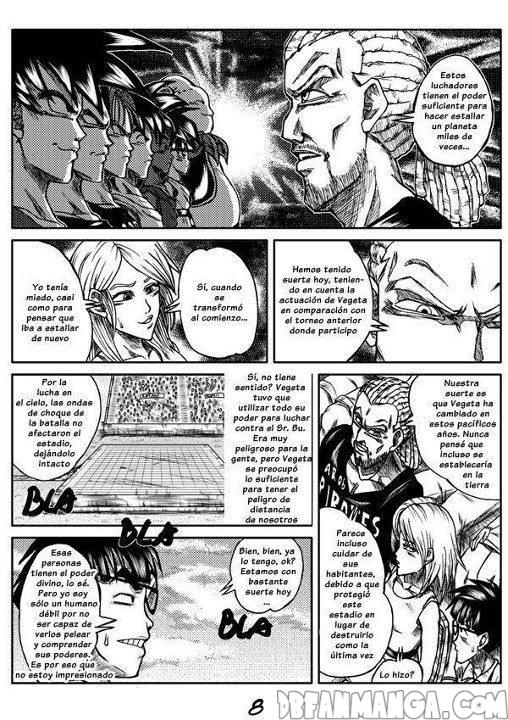 Estos
luchadores
tienen el poder
suficiente para
hacer estallar
un planeta
miles de
veces...
Yo tenía
miedo, casi
como para
pensar que
iba a estallar
de nuevo
Sí, cuando
se
transformó
al comienzo...
Hemos tenido
suerte hoy, tenien-
do en cuenta la
actuación de Vegeta
en comparación con
el torneo anterior
donde participo
Por la
lucha en
el cielo, las ondas
de choque de
la batalla no
afectaron el
estadio,
dejándolo
intacto
Sí, no tiene
sentido? Vegeta
tuvo que
utilizar todo su
poder para luchar
contra el Sr. Bu.
Era muy
peligroso para la
gente, pero Vegeta
se preocupó
lo suficiente
para tener el
peligro de
distancia
de nosotros
Nuestra
suerte es
que Vegeta ha
cambiado en
estos pacíficos
años. Nunca
pensé que
incluso se
establecería
en la
tierra
BLA
BLA
Parece
incluso
cuidar de
sus
habitantes,
debido a que
protegió
este
estadio en
lugar de
destruirlo
como la
última vez
Lo hizo?
Esas
personas
tienen el poder
divino, lo sé.
Pero yo soy
sólo un humano
débil por no
ser capaz de
verlos pelear
y comprender
sus poderes.
Es por eso que
no estoy impresionado
Bien, bien, ya
lo tengo, ok?
Estamos con
bastante
suerte hoy
...
BLA
8
DBFANMANGA.COM